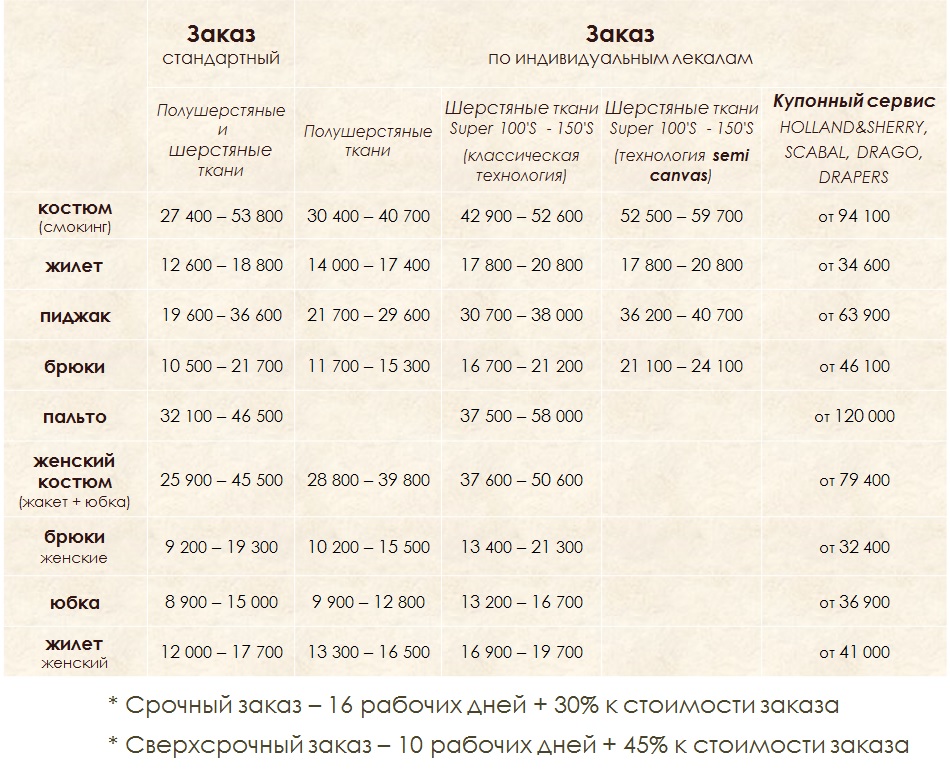 Заказ
стандартный
Заказ
по индивидуальным лекалам
Полушерстяные
и
шерстяные
ткани
Полушерстяные
ткани
Шерстяные ткани
Super 100'S - 150'S
(классическая
технология)
Шерстяные ткани
Super 100'S - 150'S
(технология semi
canvas)
Купонный сервис
HOLLAND&SHERRY,
SCABAL, DRAGO,
DRAPERS
костюм
(смокинг)
27 400 – 53 800
30 400 – 40 700
42 900 – 52 600
52 500 – 59 700
от 94 100
жилет
12 600 – 18 800
14 000 – 17 400
17 800 – 20 800
17 800 – 20 800
от 34 600
пиджак
19 600 – 36 600
21 700 – 29 600
30 700 – 38 000
36 200 – 40 700
от 63 900
брюки
10 500 – 21 700
11 700 – 15 300
16 700 – 21 200
21 100 – 24 100
от 46 100
пальто
32 100 – 46 500
37 500 – 58 000
от 120 000
женский
костюм
(жакет + юбка)
25 900 – 45 500
28 800 – 39 800
37 600 – 50 600
от 79 400
брюки
женские
9 200 – 19 300
10 200 – 15 500
13 400 – 21 300
от 32 400
юбка
8 900 – 15 000
9 900 – 12 800
13 200 – 16 700
от 36 900
жилет
женский
12 000 – 17 700
13 300 – 16 500
16 900 – 19 700
от 41 000
* Срочный заказ – 16 рабочих дней + 30% к стоимости заказа
* Сверхсрочный заказ – 10 рабочих дней + 45% к стоимости заказа